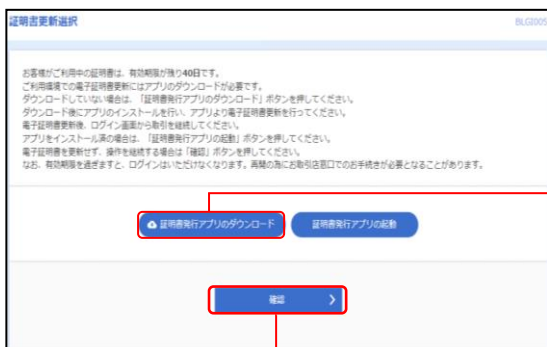 証明書更新選択
BLGI005
お客様がご利用中の証明書は、有効期限が残り40日です。
ご利用環境での電子証明書更新にはアプリのダウンロードが必要です。
ダウンロードしていない場合は、「証明書発行アプリのダウンロード」ボタンを押してください。
ダウンロード後にアプリのインストールを行い、アプリより電子証明書更新を行ってください。
電子証明書更新後、ログイン画面から取引を継続してください。
アプリをインストール済の場合は、「証明書発行アプリの起動」ボタンを押してください。
電子証明書を更新せず、操作を継続する場合は「確認」ボタンを押してください。
なお、有効期限を過ぎますと、ログインはいただけなくなります。再開の為にお取引店窓口でのお手続きが必要となることがあります。
証明書発行アプリのダウンロード
証明書発行アプリの起動
確認